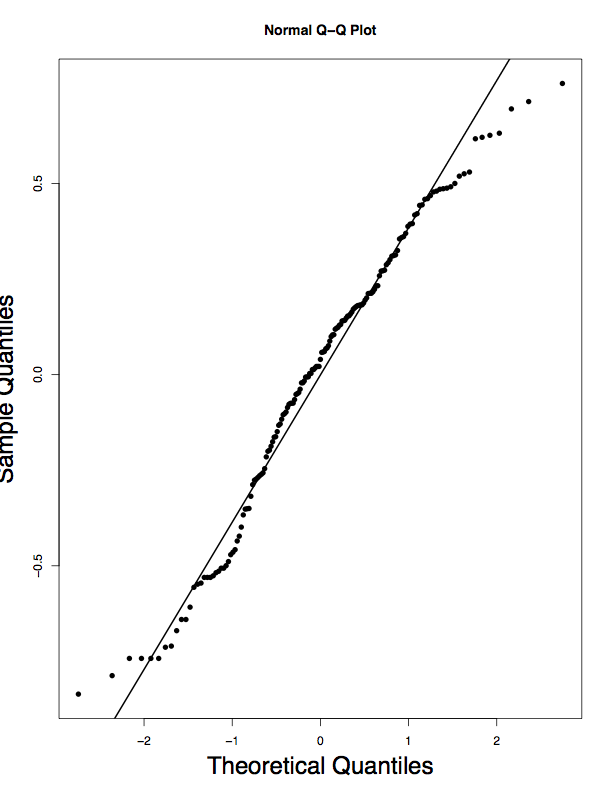 Normal Q−Q Plot
Sample Quantiles
0.5
0.0
−0.5
−2 −1 0 1 2
Theoretical Quantiles